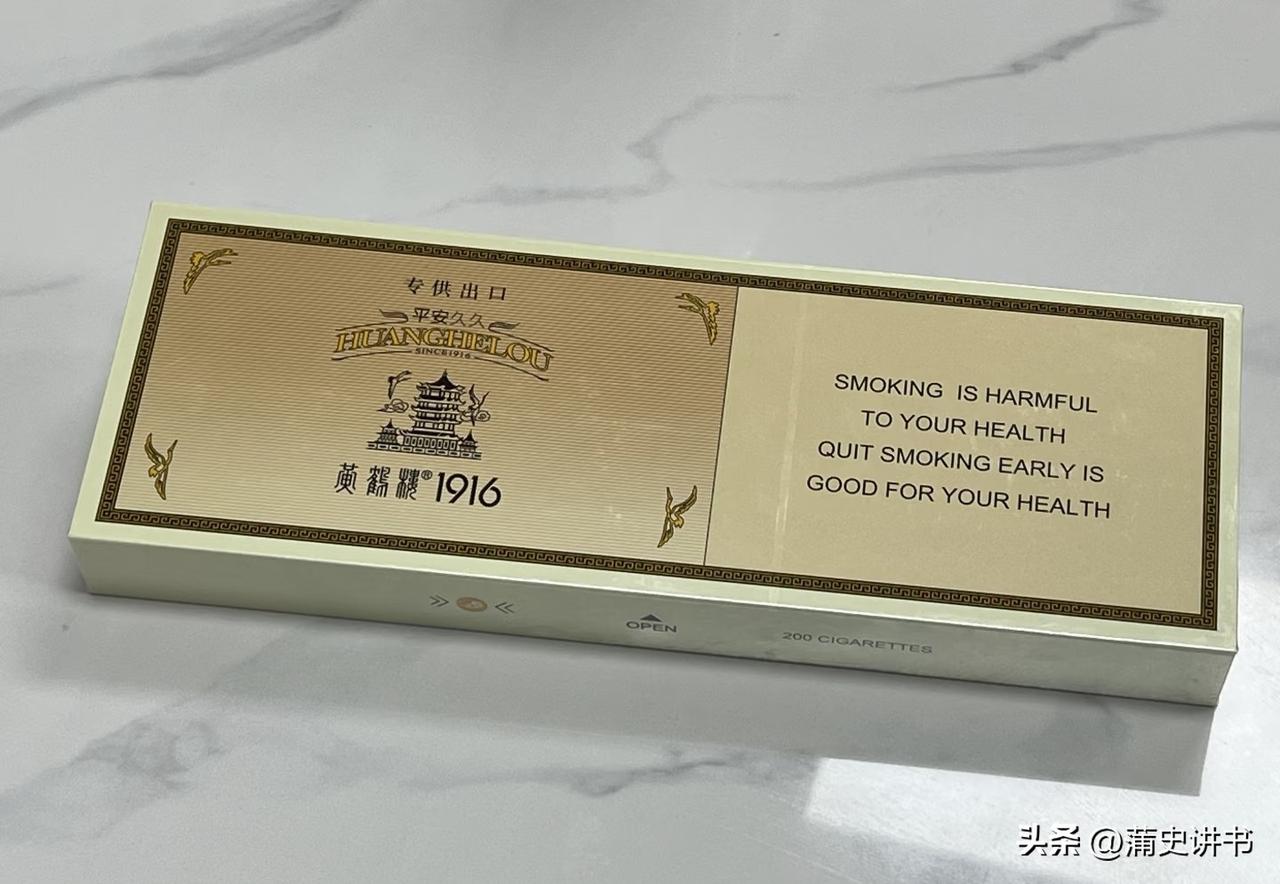 专供出口
平安久久
HUANGHELOU
SINCE1916
黄鹤楼®1916
SMOKING IS HARMFUL
TO YOUR HEALTH
QUIT SMOKING EARLY IS
GOOD FOR YOUR HEALTH
OPEN
200 CIGARETTES
头条 @蒲史讲书